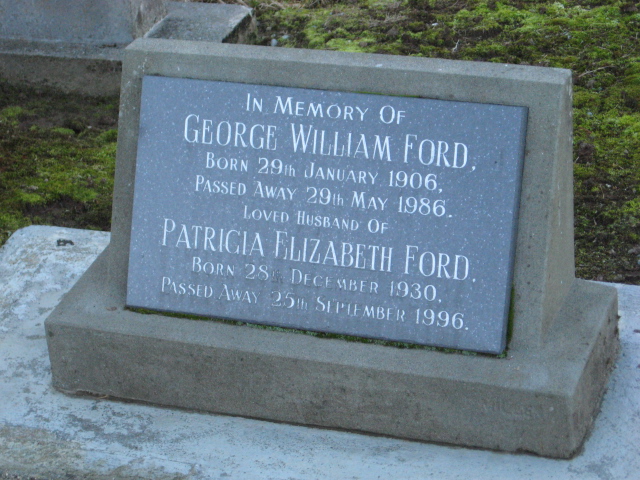 In Memory Of
George William Ford,
Born 29th January 1906,
Passed Away 29th May 1986.
Loved Husband Of
Patricia Elizabeth Ford,
Born 28th December 1930,
Passed Away 25th September 1996.